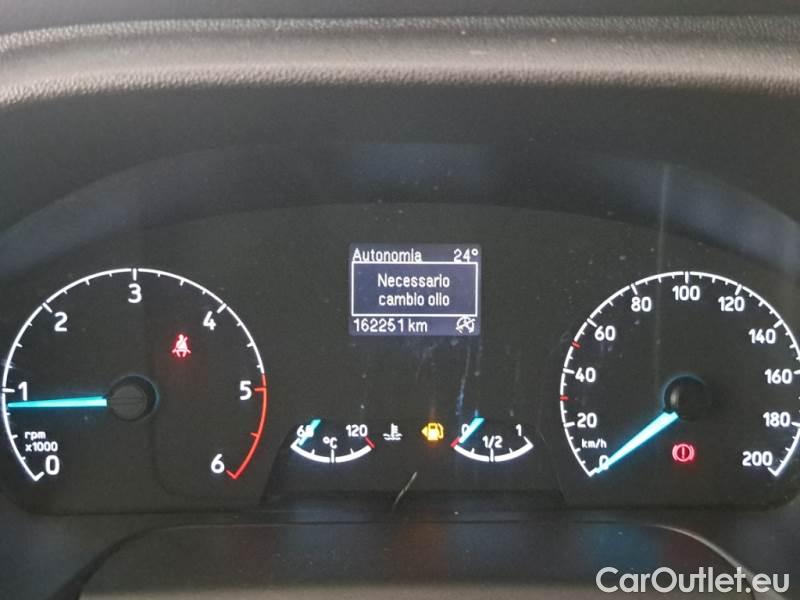 Autonomia 24°
Necessario
cambio olio
162251 km
0 1 2 3 4 5 6
rpm
x1000
60 120
°C
0 1/2 1
0 20 40 60 80 100 120 140 160 180 200
km/h
CarOutlet.eu